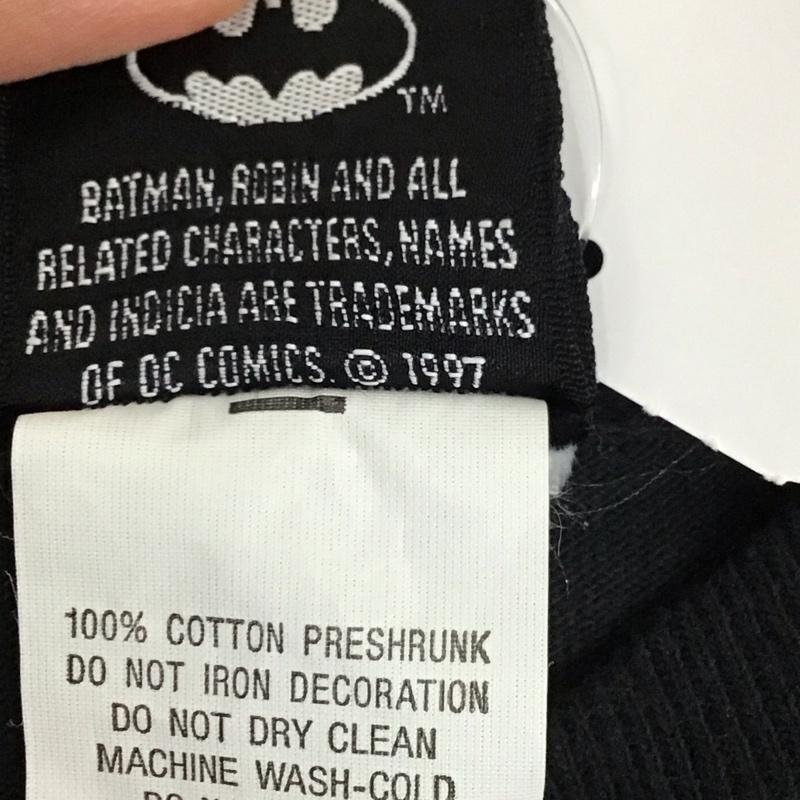 TM
BATMAN, ROBIN AND ALL
RELATED CHARACTERS, NAMES
AND INDICIA ARE TRADEMARKS
OF DC COMICS. © 1997
100% COTTON PRESHRUNK
DO NOT IRON DECORATION
DO NOT DRY CLEAN
MACHINE WASH-COLD
DO